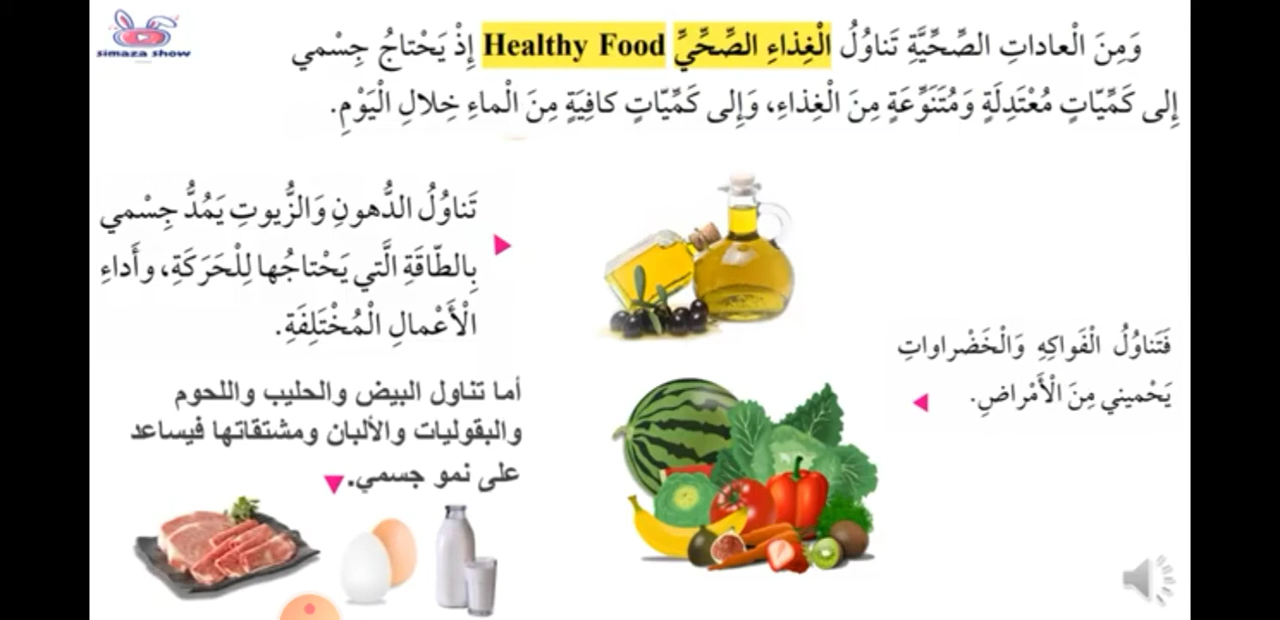 simaza show
وَمِنَ الْعاداتِ الصِّحِّيَّةِ تَناوُلُ الْغِذاءِ الصِّحِّيِّ Healthy Food إِذْ يَحْتاجُ جِسْمي
إِلى كَمِّيّاتٍ مُعْتَدِلَةٍ وَمُتَنَوِّعَةٍ مِنَ الْغِذاءِ، وَإِلى كَمِّيّاتٍ كافِيَةٍ مِنَ الْماءِ خِلالَ الْيَوْمِ.
فَتَناوُلُ الْفَواكِهِ وَالْخَضْراواتِ
يَحْميني مِنَ الْأَمْراضِ.
تَناوُلُ الدُّهونِ وَالزُّيوتِ يَمُدُّ جِسْمي
بِالطّاقَةِ الَّتي يَحْتاجُها لِلْحَرَكَةِ، وأَداءِ
الْأَعْمالِ الْمُخْتَلِفَةِ.
أما تناول البيض والحليب واللحوم
والبقوليات والألبان ومشتقاتها فيساعد
على نمو جسمي.